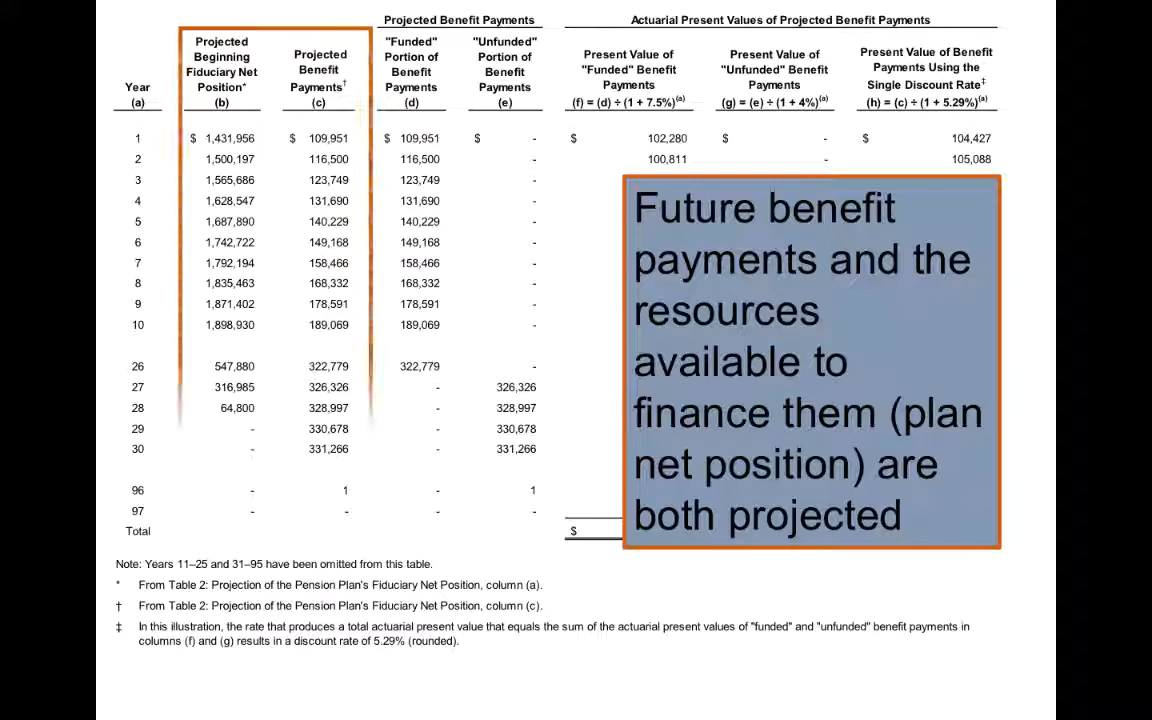 Projected Benefit Payments Actuarial Present Values of Projected Benefit Payments
Year (a)
Projected Beginning Fiduciary Net Position* (b)
Projected Benefit Payments† (c)
"Funded" Portion of Benefit Payments (d)
"Unfunded" Portion of Benefit Payments (e)
Present Value of "Funded" Benefit Payments (f) = (d) ÷ (1 + 7.5%)(a)
Present Value of "Unfunded" Benefit Payments (g) = (e) ÷ (1 + 4%)(a)
Present Value of Benefit Payments Using the Single Discount Rate‡ (h) = (c) ÷ (1 + 5.29%)(a)
1 $ 1,431,956 $ 109,951 $ 109,951 $ - $ 102,280 $ - $ 104,427
2 1,500,197 116,500 116,500 - 100,811 - 105,088
3 1,565,686 123,749 123,749 -
4 1,628,547 131,690 131,690 -
5 1,687,890 140,229 140,229 -
6 1,742,722 149,168 149,168 -
7 1,792,194 158,466 158,466 -
8 1,835,463 168,332 168,332 -
9 1,871,402 178,591 178,591 -
10 1,898,930 189,069 189,069 -
26 547,880 322,779 322,779 -
27 316,985 326,326 - 326,326
28 64,800 328,997 - 328,997
29 - 330,678 - 330,678
30 - 331,266 - 331,266
96 - 1 - 1
97 - - - -
Total $
Future benefit
payments and the
resources
available to
finance them (plan
net position) are
both projected
Note: Years 11–25 and 31–95 have been omitted from this table.
* From Table 2: Projection of the Pension Plan's Fiduciary Net Position, column (a).
† From Table 2: Projection of the Pension Plan's Fiduciary Net Position, column (c).
‡ In this illustration, the rate that produces a total actuarial present value that equals the sum of the actuarial present values of "funded" and "unfunded" benefit payments in
columns (f) and (g) results in a discount rate of 5.29% (rounded).